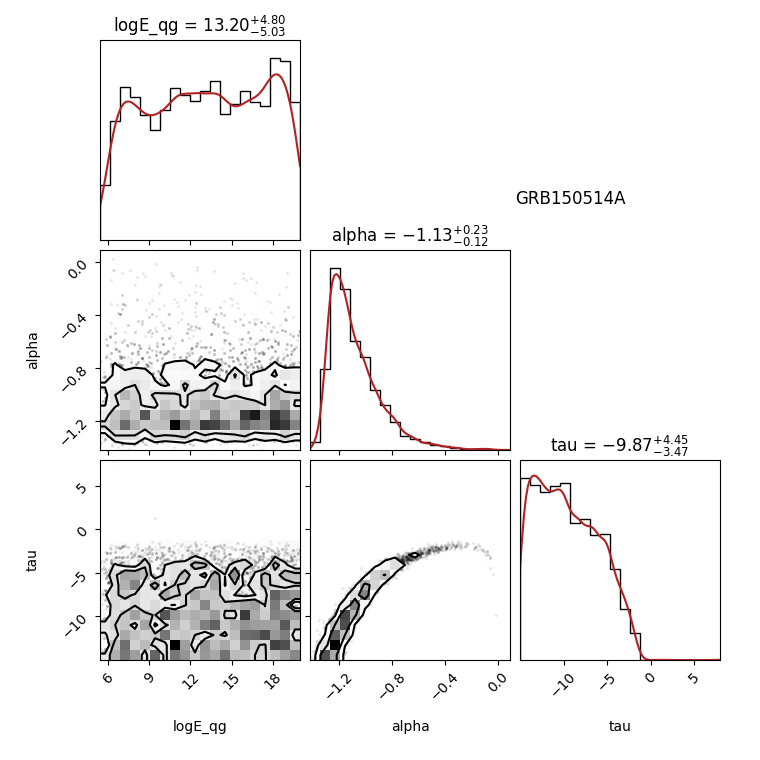 logE_qg = 13.20+4.80−5.03
GRB150514A
alpha = −1.13+0.23−0.12
0.0
−0.4
−0.8
−1.2
alpha
tau = −9.87+4.45−3.47
5
0
−5
−10
tau
6 9 12 15 18
−1.2 −0.8 −0.4 0.0
−10 −5 0 5
logE_qg alpha tau